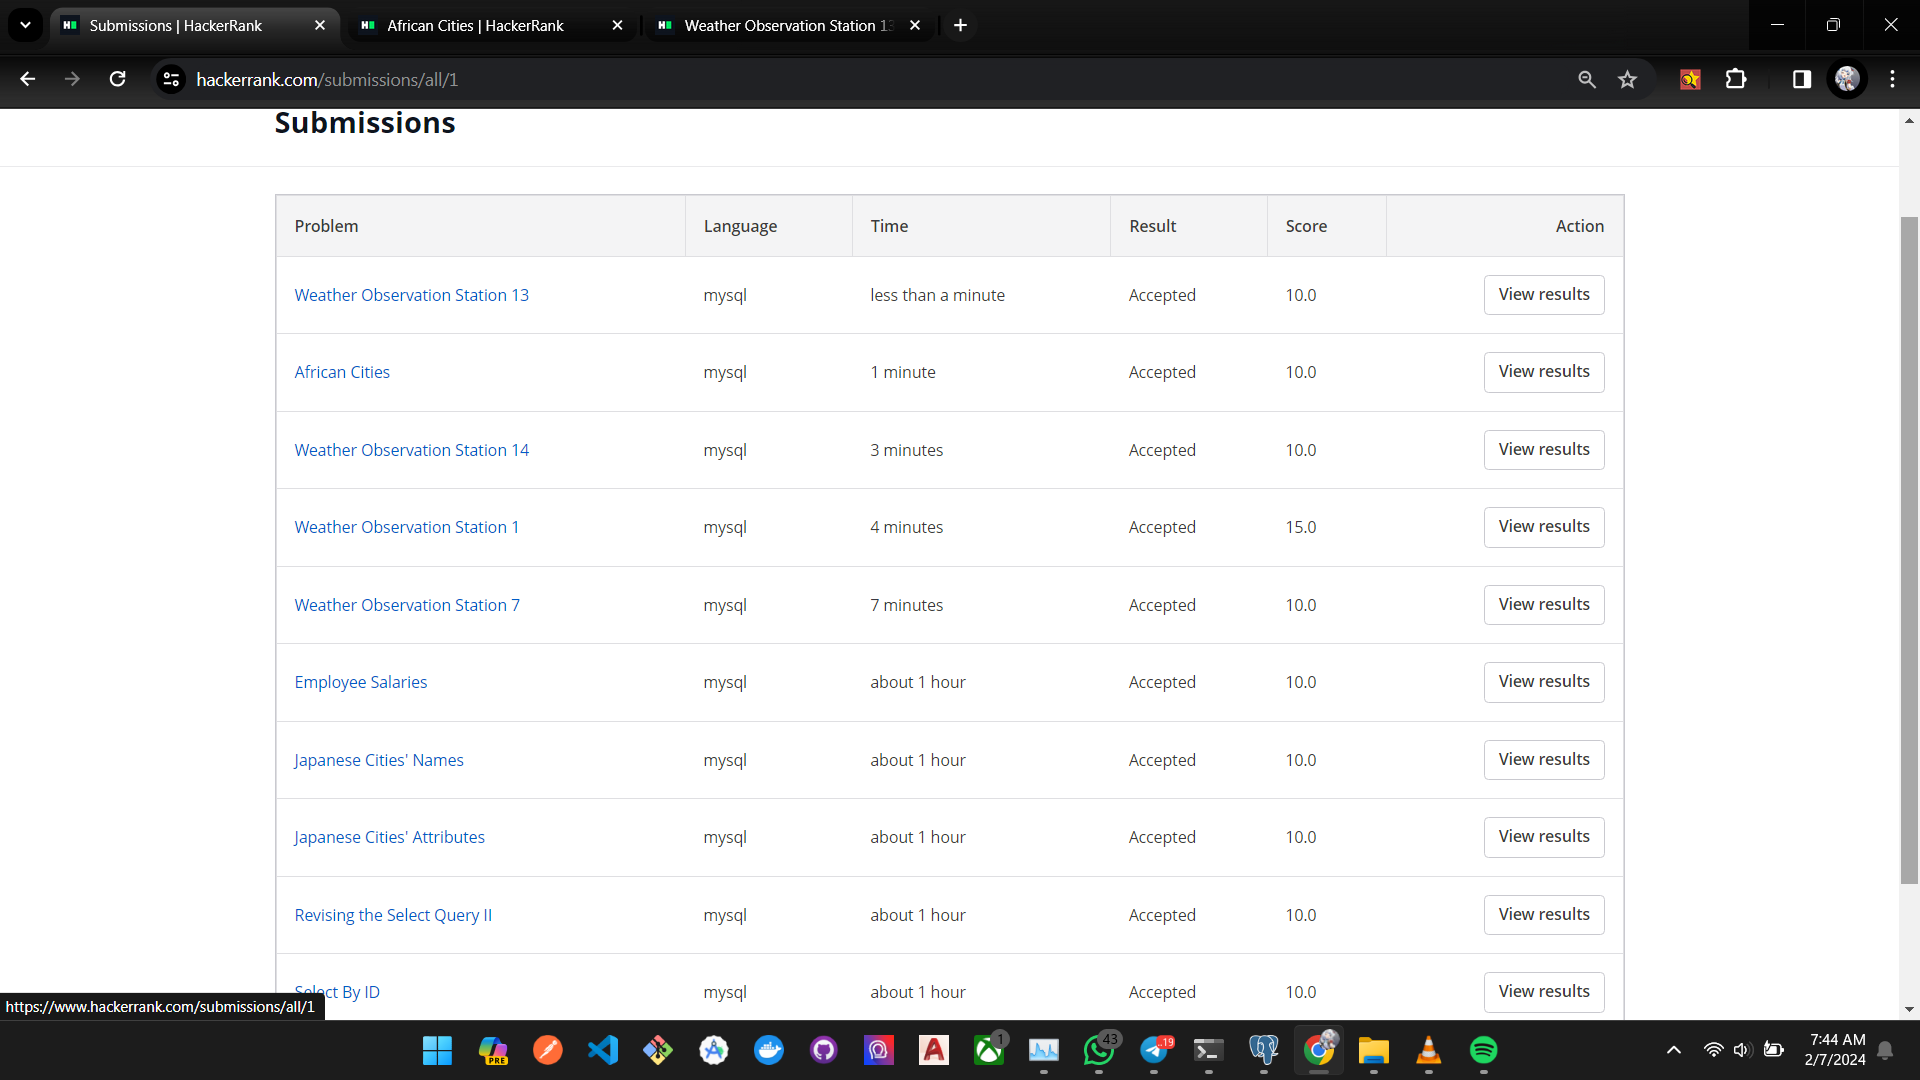 Submissions | HackerRank
African Cities | HackerRank
Weather Observation Station 13
hackerrank.com/submissions/all/1
Submissions
Problem Language Time Result Score Action
Weather Observation Station 13 mysql less than a minute Accepted 10.0 View results
African Cities mysql 1 minute Accepted 10.0 View results
Weather Observation Station 14 mysql 3 minutes Accepted 10.0 View results
Weather Observation Station 1 mysql 4 minutes Accepted 15.0 View results
Weather Observation Station 7 mysql 7 minutes Accepted 10.0 View results
Employee Salaries mysql about 1 hour Accepted 10.0 View results
Japanese Cities' Names mysql about 1 hour Accepted 10.0 View results
Japanese Cities' Attributes mysql about 1 hour Accepted 10.0 View results
Revising the Select Query II mysql about 1 hour Accepted 10.0 View results
Select By ID mysql about 1 hour Accepted 10.0 View results
https://www.hackerrank.com/submissions/all/1
PRE
1
43
19
7:44 AM
2/7/2024